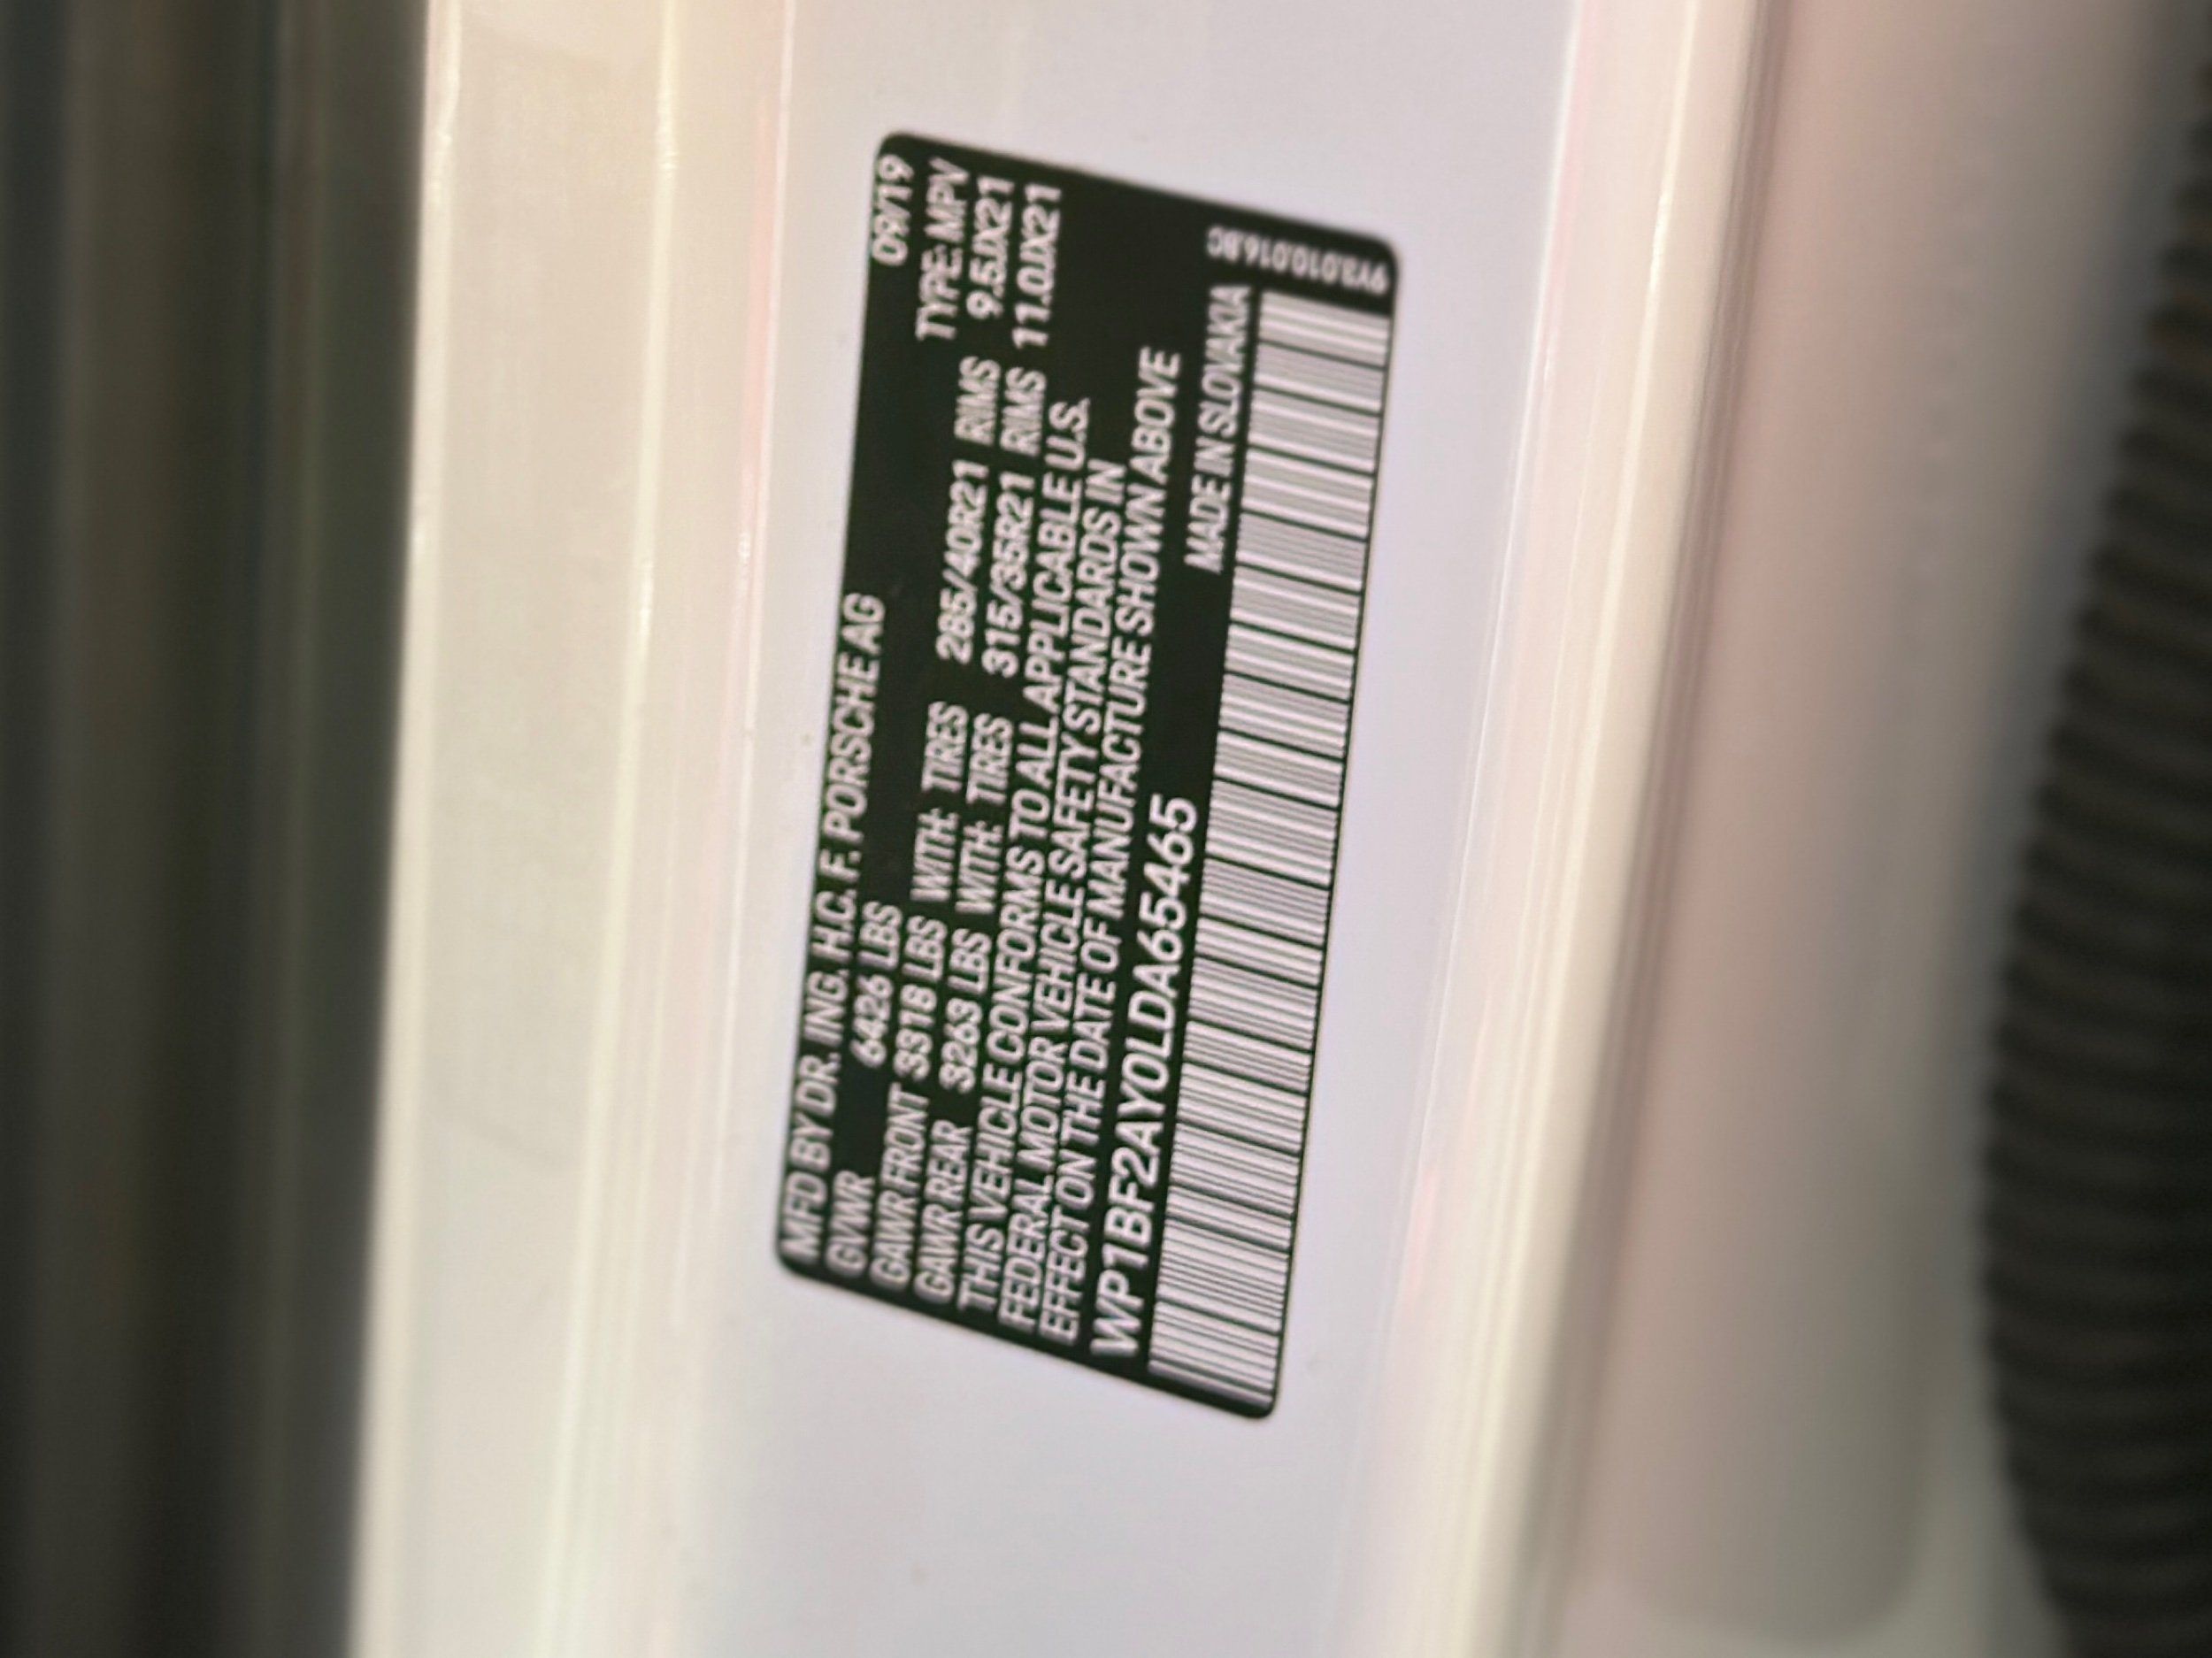 MFD BY DR. ING. H.C. F. PORSCHE AG 09/19
GVWR 6426 LBS TYPE: MPV
GAWR FRONT 3318 LBS WITH: TIRES 285/40R21 RIMS 9.5JX21
GAWR REAR 3263 LBS WITH: TIRES 315/35R21 RIMS 11.0JX21
THIS VEHICLE CONFORMS TO ALL APPLICABLE U.S.
FEDERAL MOTOR VEHICLE SAFETY STANDARDS IN
EFFECT ON THE DATE OF MANUFACTURE SHOWN ABOVE
WP1BF2AY0LDA65465 MADE IN SLOVAKIA
9Y3.010.016.BC